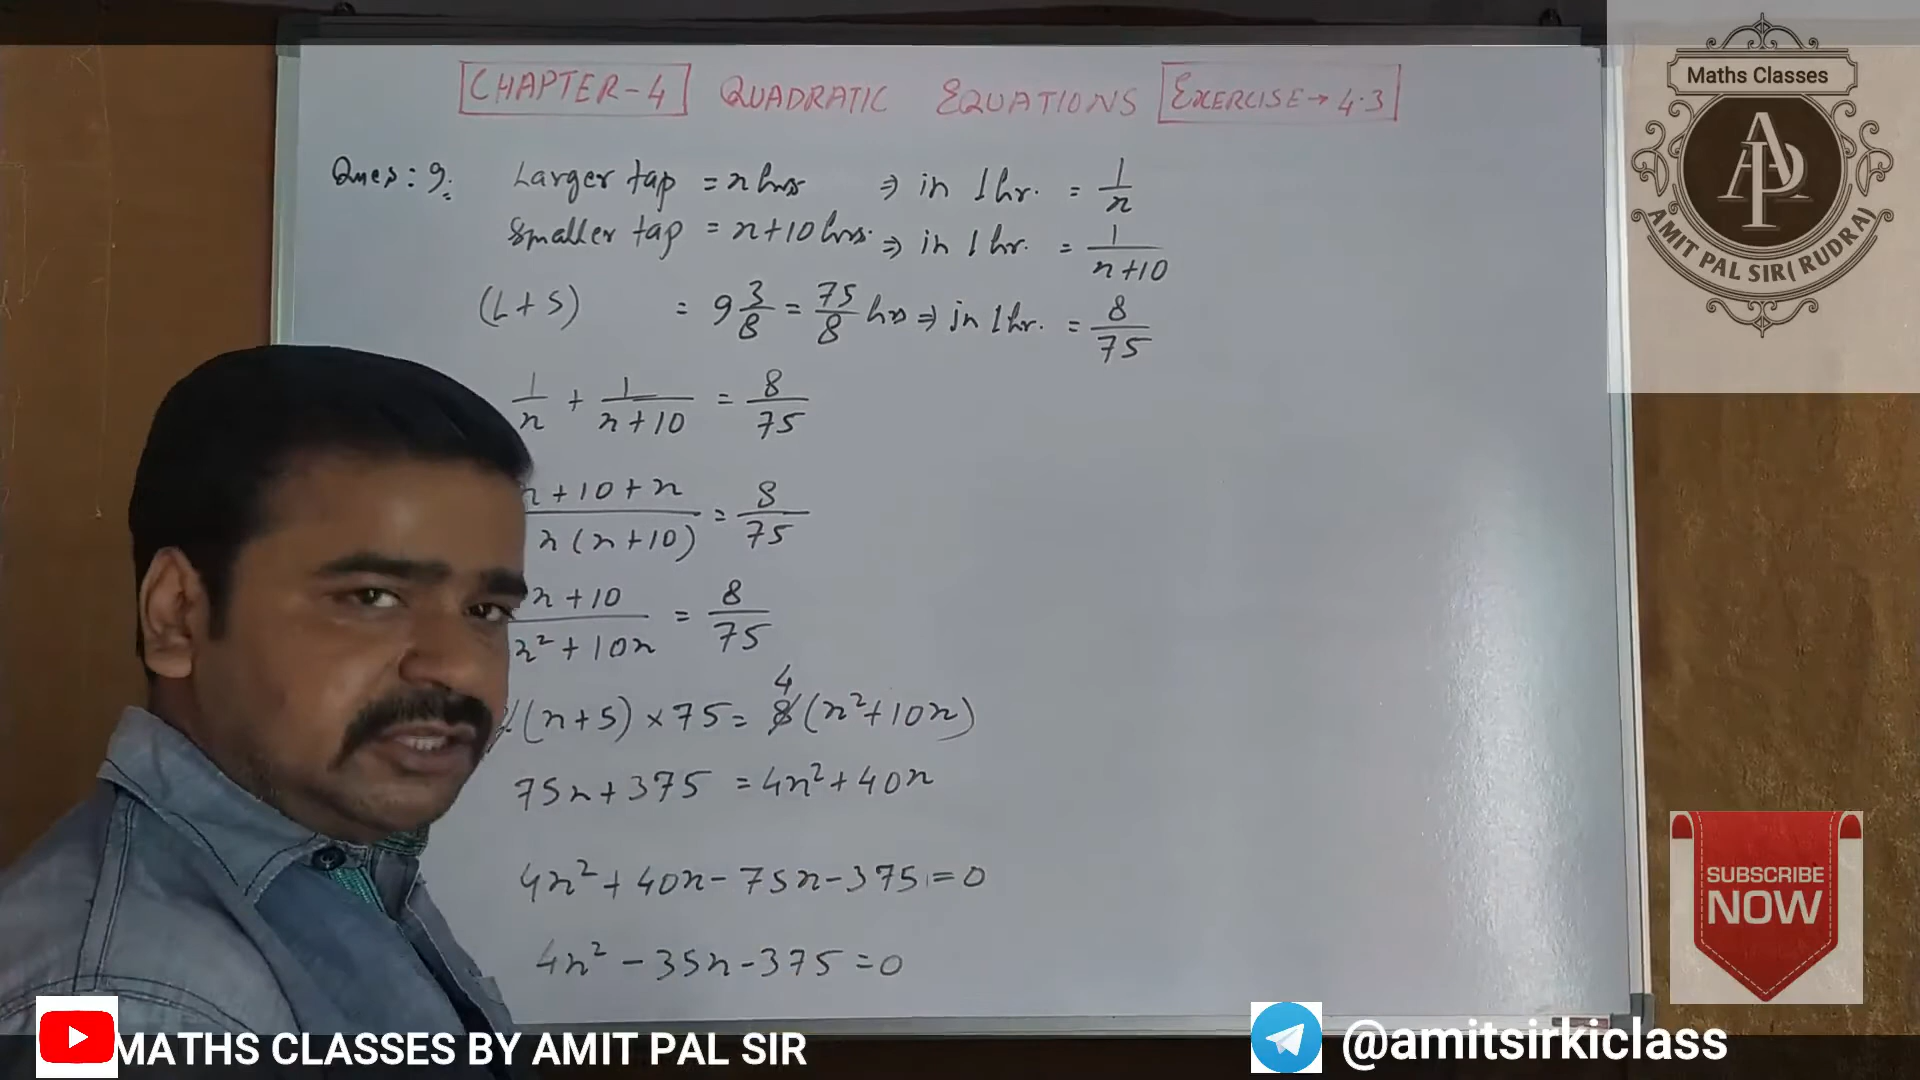 CHAPTER-4 QUADRATIC EQUATIONS EXERCISE→4.3
Ques: 9. Larger tap = x hrs ⇒ in 1 hr. = 1/x
Smaller tap = x+10 hrs. ⇒ in 1 hr. = 1/(x+10)
(L+S) = 9 3/8 = 75/8 hrs ⇒ in 1 hr. = 8/75
1/x + 1/(x+10) = 8/75
(x+10+x)/(x(x+10)) = 8/75
x+10/(x²+10x) = 8/75
(x+5)×75 = 8 4 (x²+10x)
75x+375 = 4x²+40x
4x²+40x-75x-375=0
4x²-35x-375=0
Maths Classes
AP
AMIT PAL SIR(RUDRA)
SUBSCRIBE
NOW
MATHS CLASSES BY AMIT PAL SIR
@amitsirkiclass